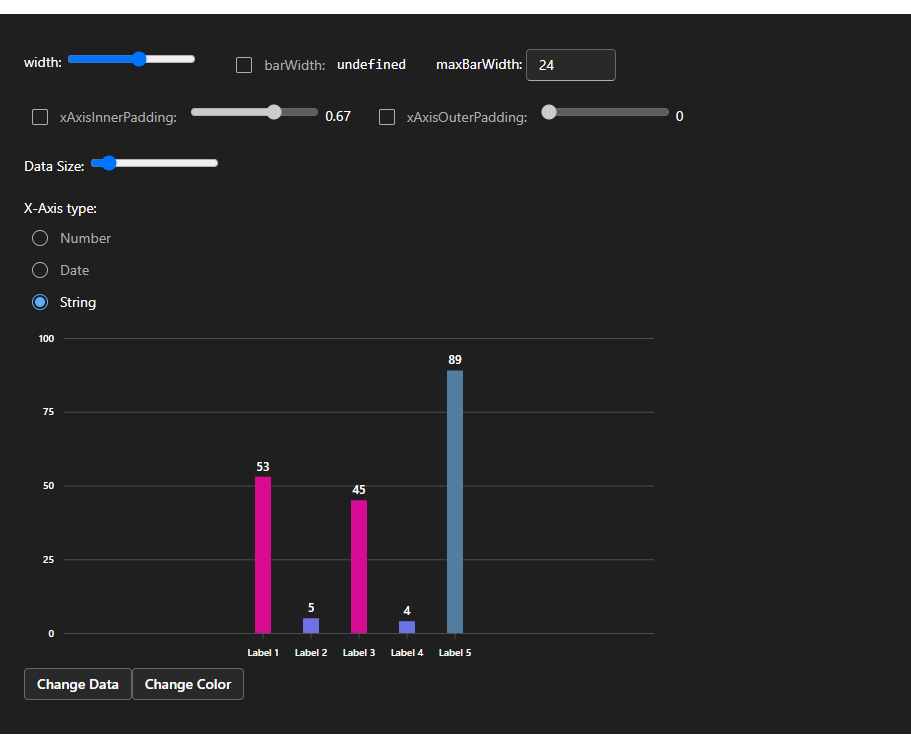 width: barWidth: undefined maxBarWidth: 24
xAxisInnerPadding: 0.67 xAxisOuterPadding: 0
Data Size:
X-Axis type:
Number
Date
String
100
89
75
53
50
45
25
5
4
0
Label 1 Label 2 Label 3 Label 4 Label 5
Change Data Change Color